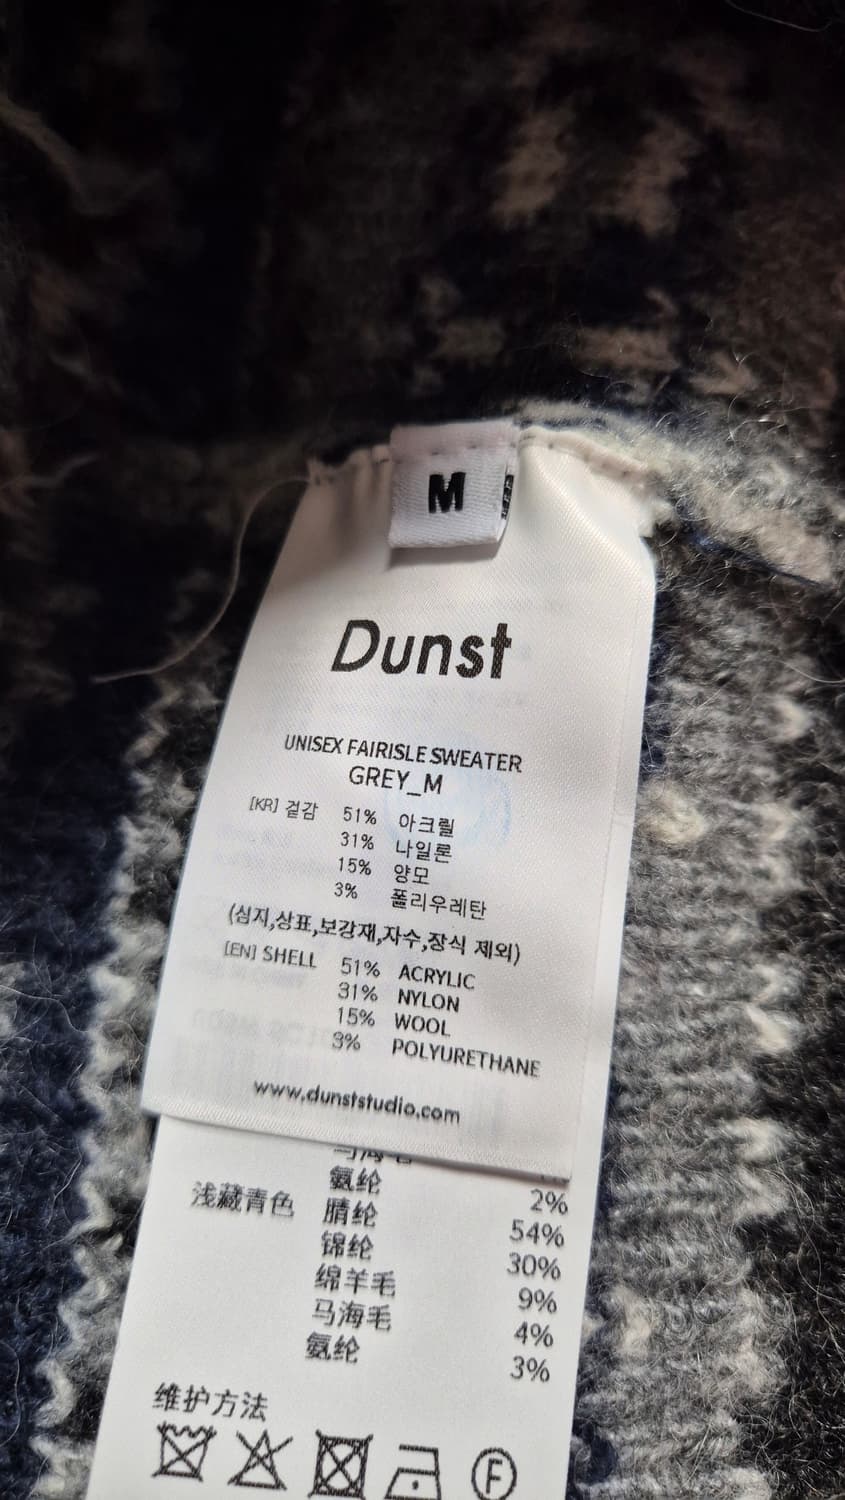 M
Dunst
UNISEX FAIRISLE SWEATER
GREY_M
[KR] 겉감 51% 아크릴
31% 나일론
15% 양모
3% 폴리우레탄
(심지,상표,보강재,자수,장식 제외)
[EN] SHELL 51% ACRYLIC
31% NYLON
15% WOOL
3% POLYURETHANE
www.dunststudio.com
马海毛
氨纶 2%
浅藏青色 腈纶 54%
锦纶 30%
绵羊毛 9%
马海毛 4%
氨纶 3%
维护方法
F